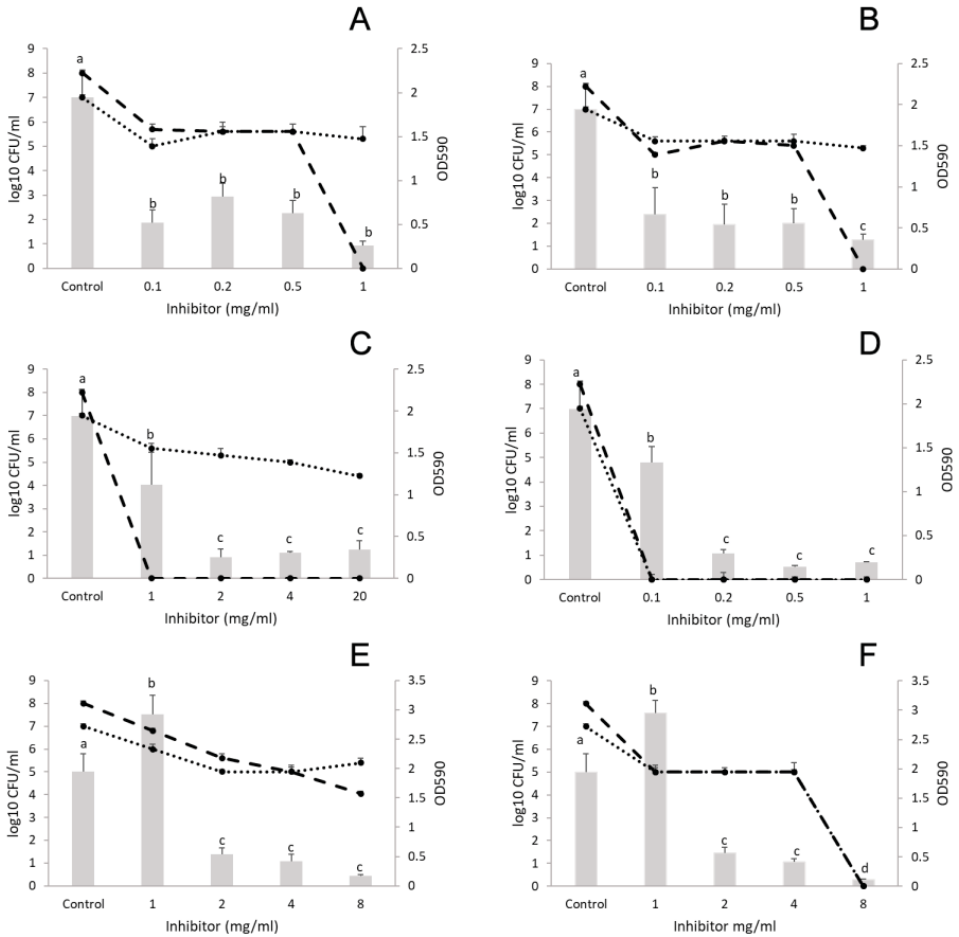 A
9
8
7
6
5
4
3
2
1
0
log10 CFU/ml
2.5
2
1.5
1
0.5
0
OD590
a
b
b
b
b
Control 0.1 0.2 0.5 1
Inhibitor (mg/ml)
B
9
8
7
6
5
4
3
2
1
0
log10 CFU/ml
2.5
2
1.5
1
0.5
0
OD590
a
b
b
b
c
Control 0.1 0.2 0.5 1
Inhibitor (mg/ml)
C
9
8
7
6
5
4
3
2
1
0
log10 CFU/ml
2.5
2
1.5
1
0.5
0
OD590
a
b
c
c
c
Control 1 2 4 20
Inhibitor (mg/ml)
D
9
8
7
6
5
4
3
2
1
0
log10 CFU/ml
2.5
2
1.5
1
0.5
0
OD590
a
b
c
c
c
Control 0.1 0.2 0.5 1
Inhibitor (mg/ml)
E
9
8
7
6
5
4
3
2
1
0
log10 CFU/ml
3.5
3
2.5
2
1.5
1
0.5
0
OD590
a
b
c
c
c
Control 1 2 4 8
Inhibitor (mg/ml)
F
9
8
7
6
5
4
3
2
1
0
log10 CFU/ml
3.5
3
2.5
2
1.5
1
0.5
0
OD590
a
b
c
c
d
Control 1 2 4 8
Inhibitor mg/ml)